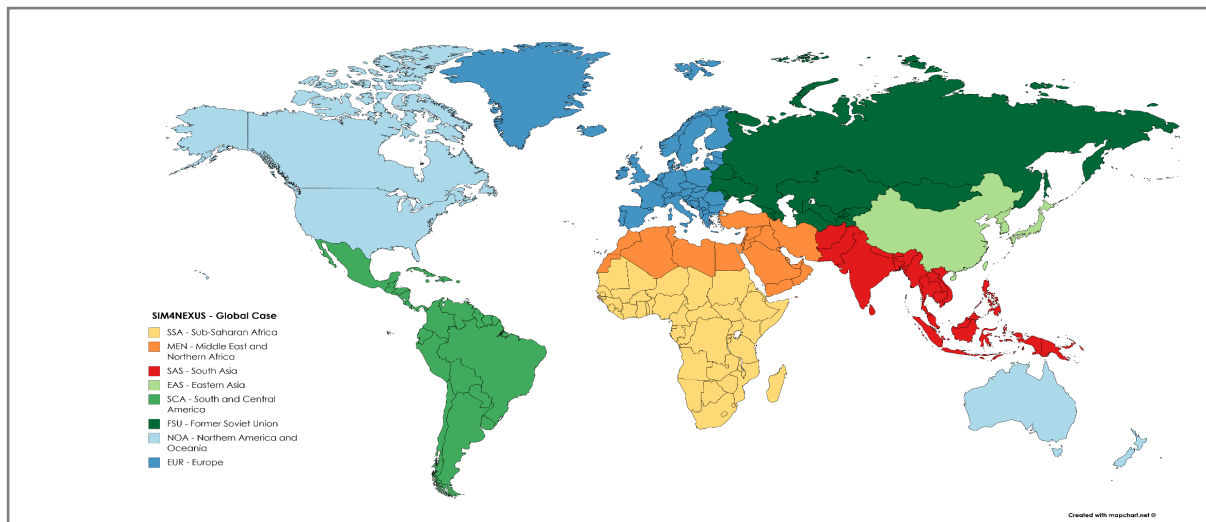 SIM4NEXUS - Global Case
SSA - Sub-Saharan Africa
MEN - Middle East and
Northern Africa
SAS - South Asia
EAS - Eastern Asia
SCA - South and Central
America
FSU - Former Soviet Union
NOA - Northern America and
Oceania
EUR - Europe
Created with mapchart.net ©